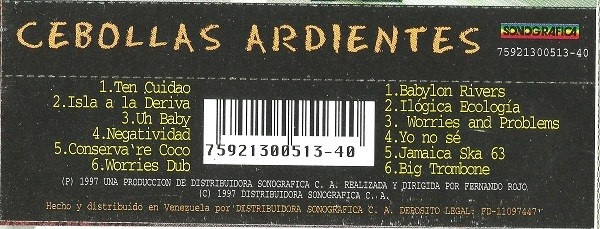 CEBOLLAS ARDIENTES
SONOGRAFICA
75921300513-40
1.Ten Cuidao
2.Isla a la Deriva
3.Uh Baby
4.Negatividad
5.Conserva're Coco
6.Worries Dub
75921300513-40
1.Babylon Rivers
2.Ilógica Ecología
3. Worries and Problems
4.Yo no sé
5.Jamaica Ska 63
6.Big Trombone
(P) 1997 UNA PRODUCCION DE DISTRIBUIDORA SONOGRAFICA C. A. REALIZADA Y DIRIGIDA POR FERNANDO ROJO.
(C) 1997 DISTRIBUIDORA SONOGRAFICA C. A.
Hecho y distribuido en Venezuela por DISTRIBUIDORA SONOGRAFICA C. A. DEPOSITO LEGAL: FD-11097447